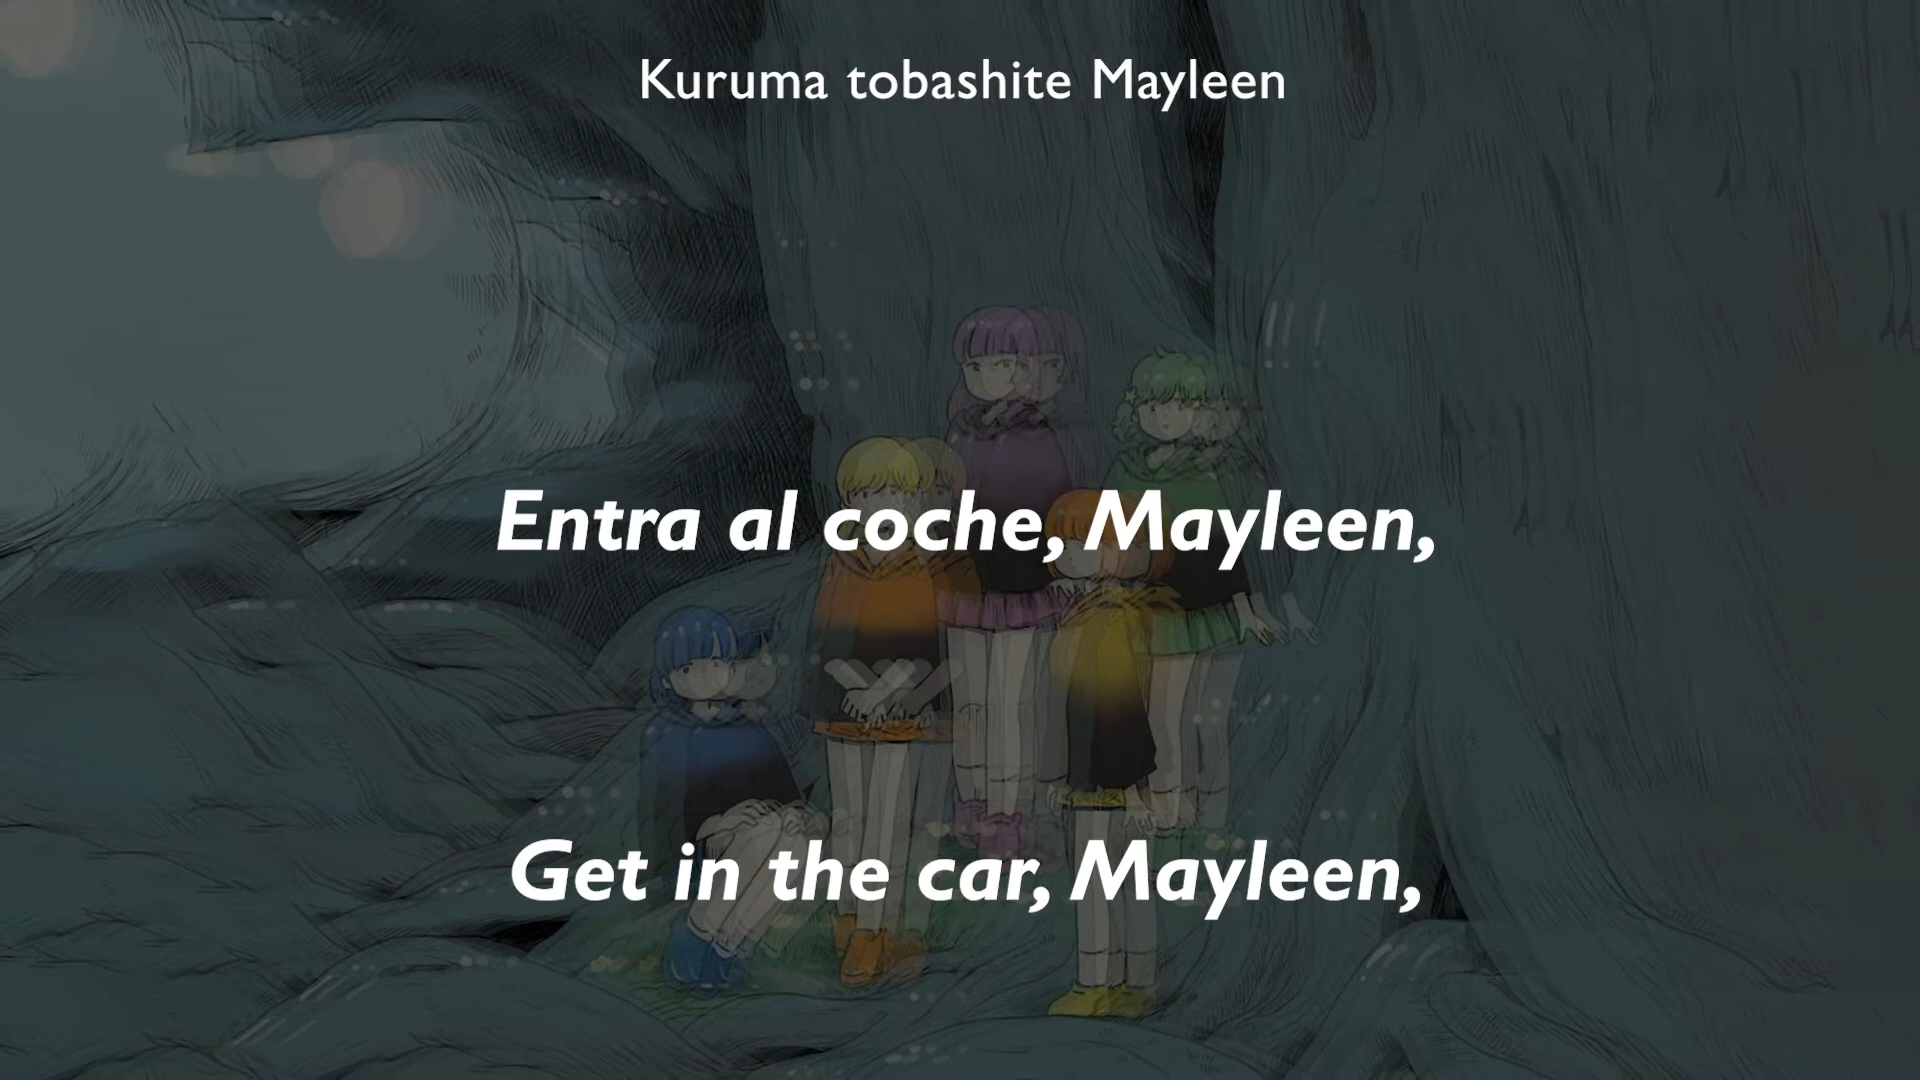 Kuruma tobashite Mayleen
Entra al coche, Mayleen,
Get in the car, Mayleen,